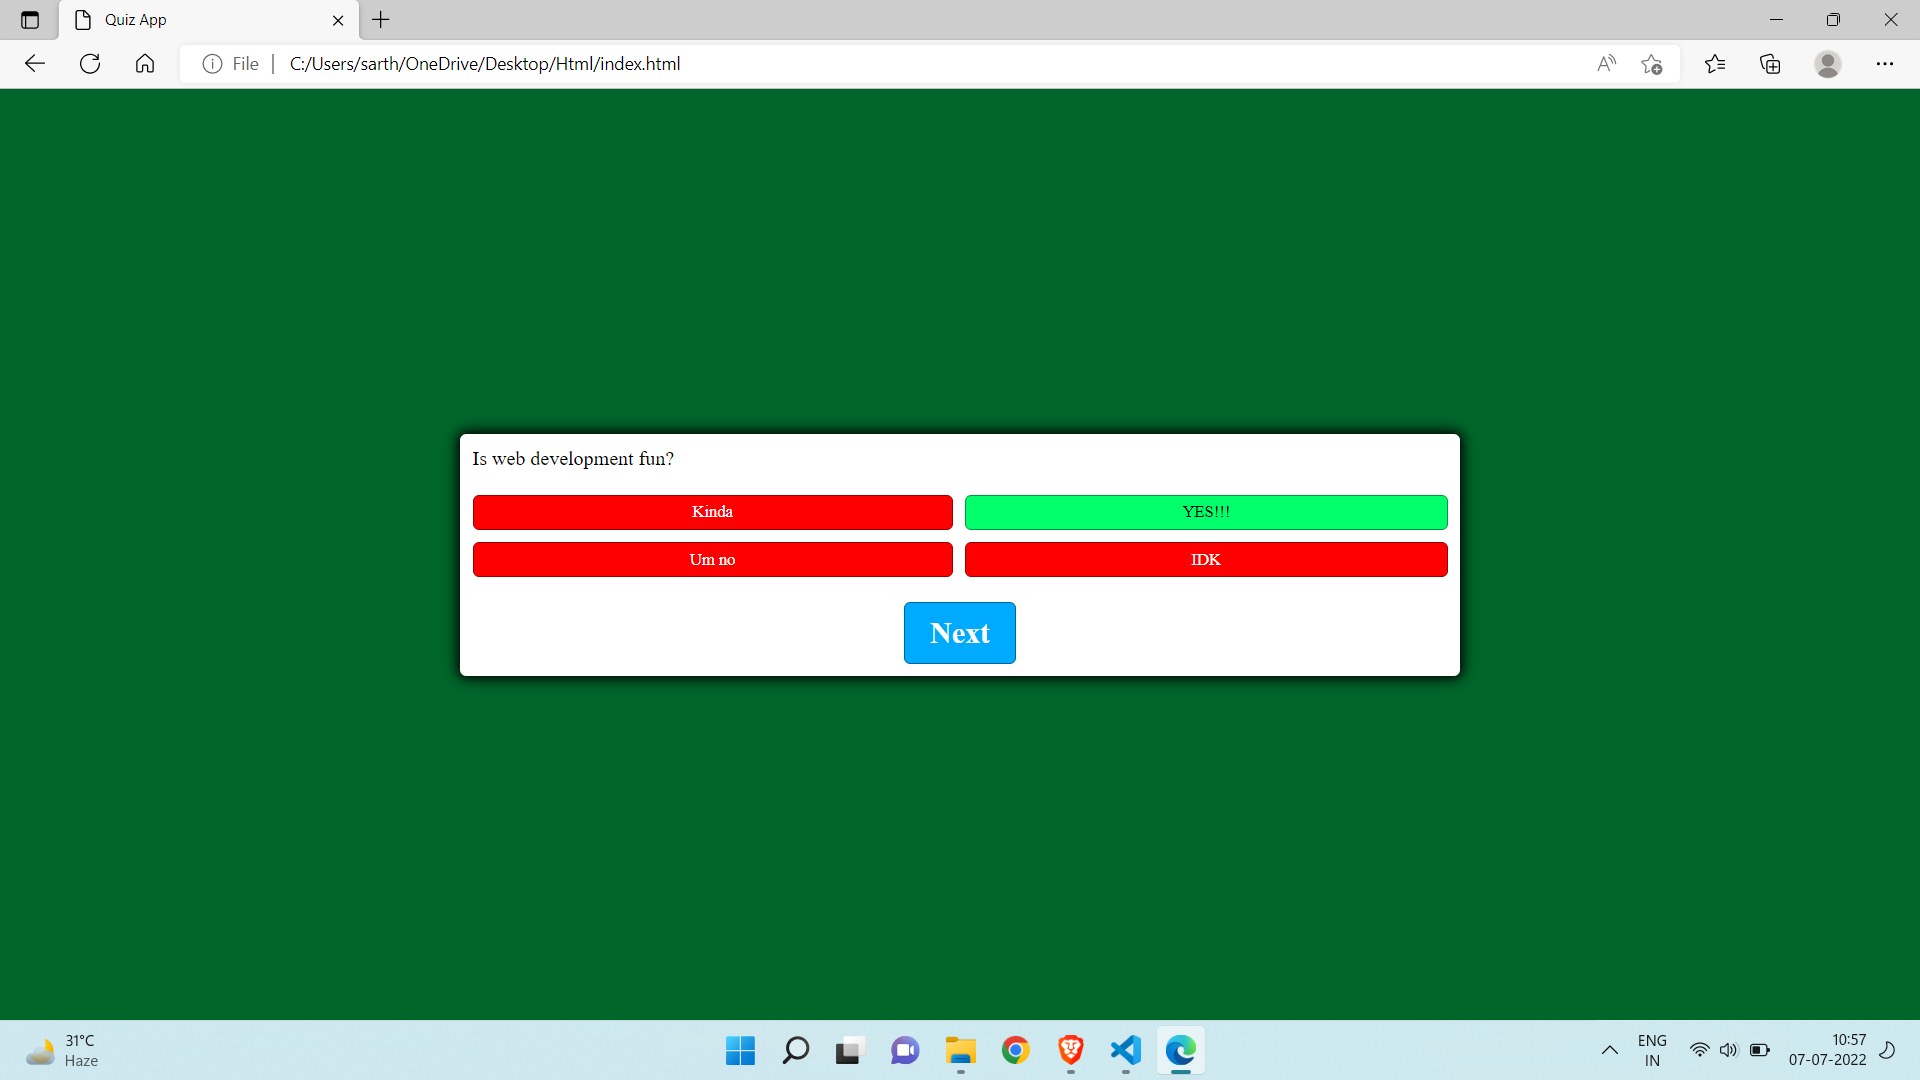 Quiz App
File
C:/Users/sarth/OneDrive/Desktop/Html/index.html
Is web development fun?
Kinda
YES!!!
Um no
IDK
Next
31°C
Haze
ENG
IN
10:57
07-07-2022